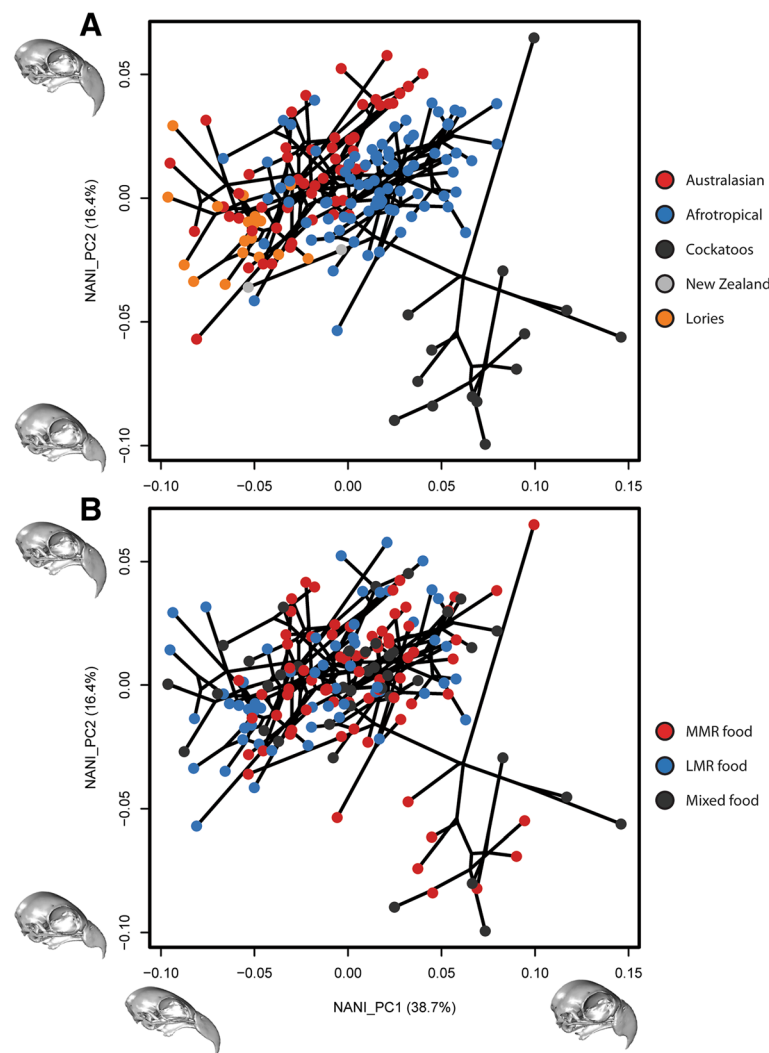 A
0.05
0.00
−0.05
−0.10
NANI_PC2 (16.4%)
−0.10 −0.05 0.00 0.05 0.10 0.15
Australasian
Afrotropical
Cockatoos
New Zealand
Lories
B
0.05
0.00
−0.05
−0.10
NANI_PC2 (16.4%)
−0.10 −0.05 0.00 0.05 0.10 0.15
NANI_PC1 (38.7%)
MMR food
LMR food
Mixed food